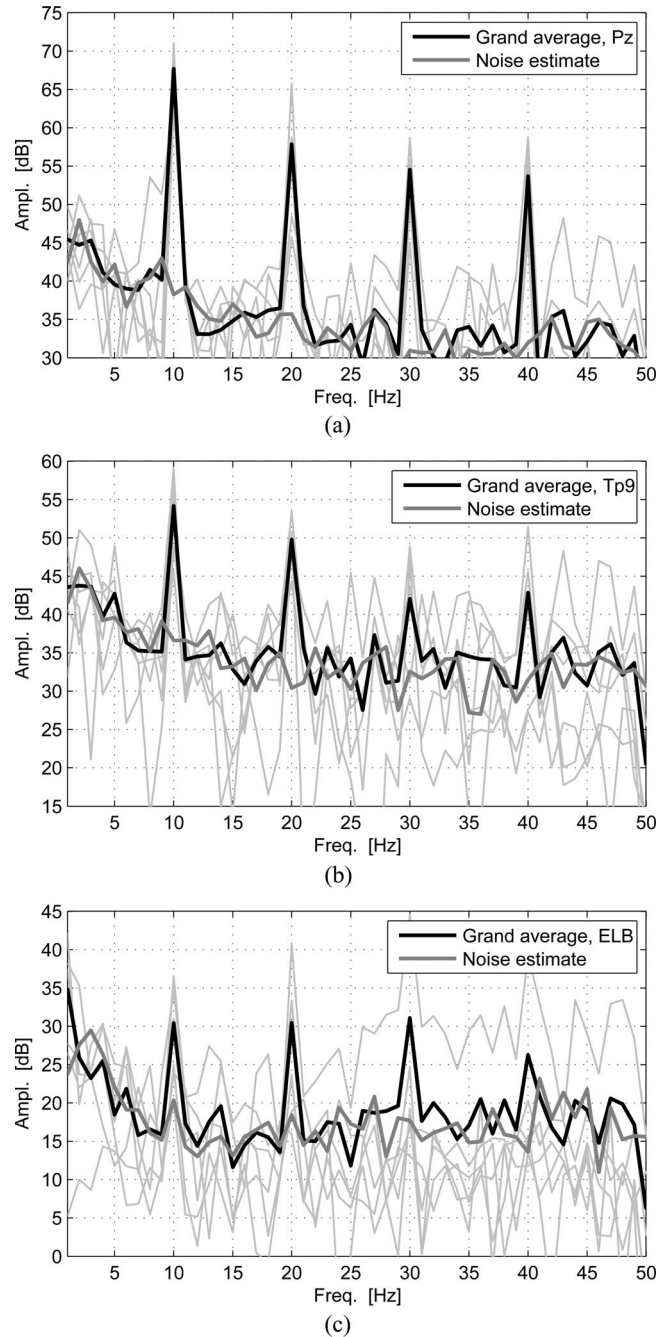 75
70
65
60
55
50
45
40
35
30
Ampl. [dB]
Grand average, Pz
Noise estimate
5 10 15 20 25 30 35 40 45 50
Freq. [Hz]
(a)
60
55
50
45
40
35
30
25
20
15
Ampl. [dB]
Grand average, Tp9
Noise estimate
5 10 15 20 25 30 35 40 45 50
Freq. [Hz]
(b)
45
40
35
30
25
20
15
10
5
0
Ampl. [dB]
Grand average, ELB
Noise estimate
5 10 15 20 25 30 35 40 45 50
Freq. [Hz]
(c)